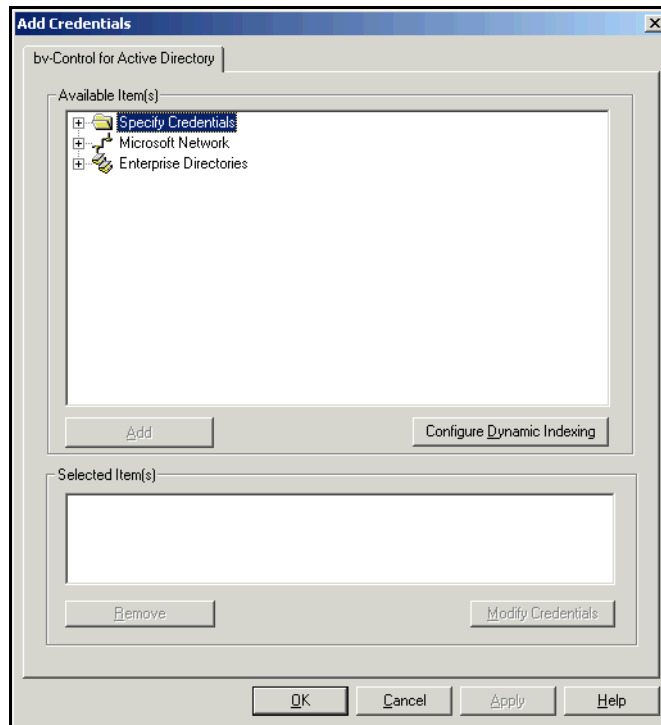 Add Credentials
bv-Control for Active Directory
Available Item(s)
Specify Credentials
Microsoft Network
Enterprise Directories
Add
Configure Dynamic Indexing
Selected Item(s)
Remove
Modify Credentials
OK
Cancel
Apply
Help